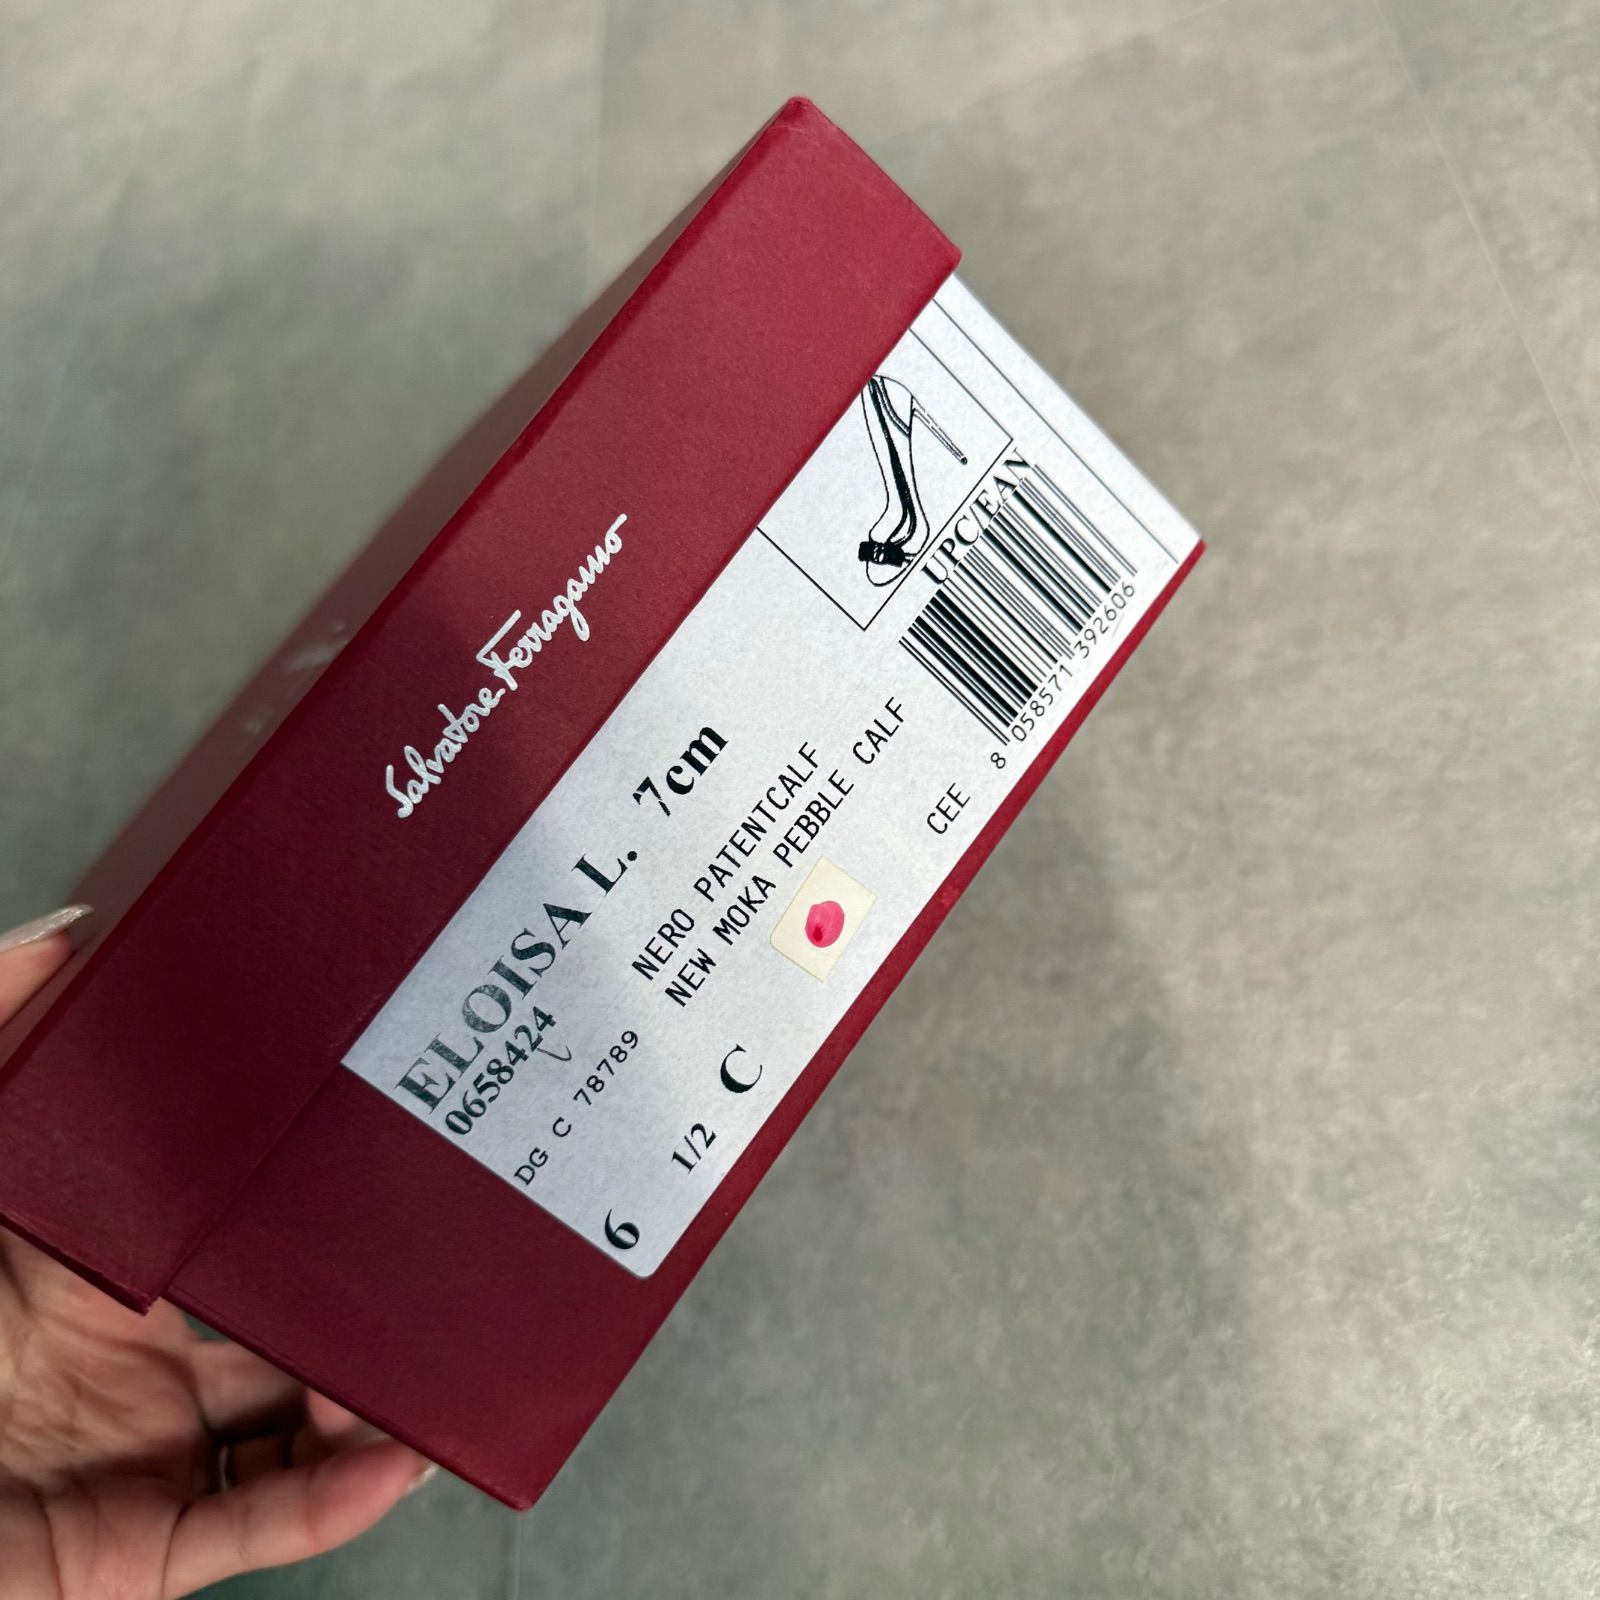 Salvatore Ferragamo
ELOISA L. 7cm
0658424
DG C 78789
NERO PATENTCALF
NEW MOKA PEBBLE CALF
6 1/2 C
CEE
UPC/EAN
8 058571 392606